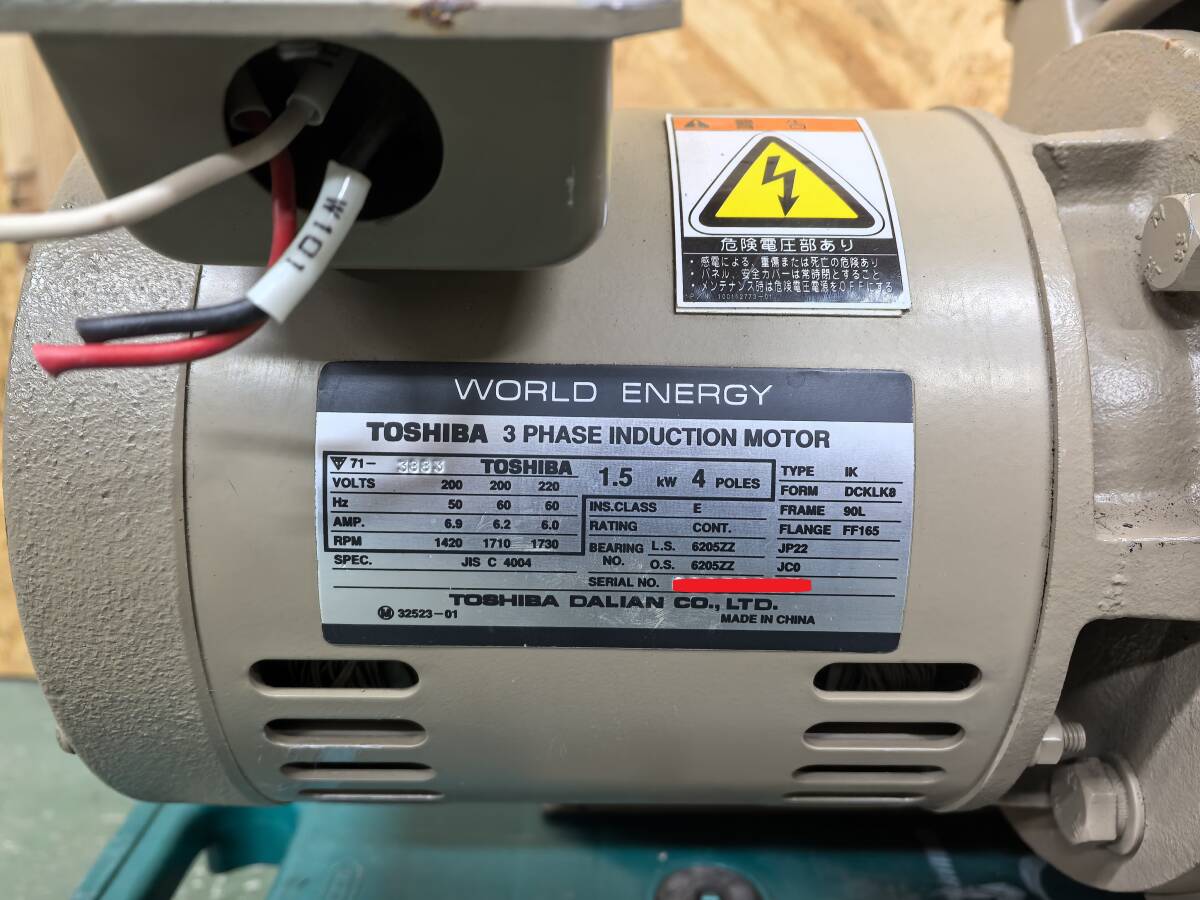 W101
警告
危険電圧部あり
・感電による、重傷または死亡の危険あり
・パネル、安全カバーは常時閉とすること
・メンテナンス時は危険電圧電源をOFFにする
WORLD ENERGY
TOSHIBA 3 PHASE INDUCTION MOTOR
71- 3383 TOSHIBA 1.5 kW 4 POLES
VOLTS 200 200 220
Hz 50 60 60
AMP. 6.9 6.2 6.0
RPM 1420 1710 1730
SPEC. JIS C 4004
INS.CLASS E
RATING CONT.
BEARING NO. L.S. 6205ZZ
O.S. 6205ZZ
SERIAL NO.
TYPE IK
FORM DCKLK8
FRAME 90L
FLANGE FF165
JP22
JC0
TOSHIBA DALIAN CO., LTD.
M 32523-01
MADE IN CHINA